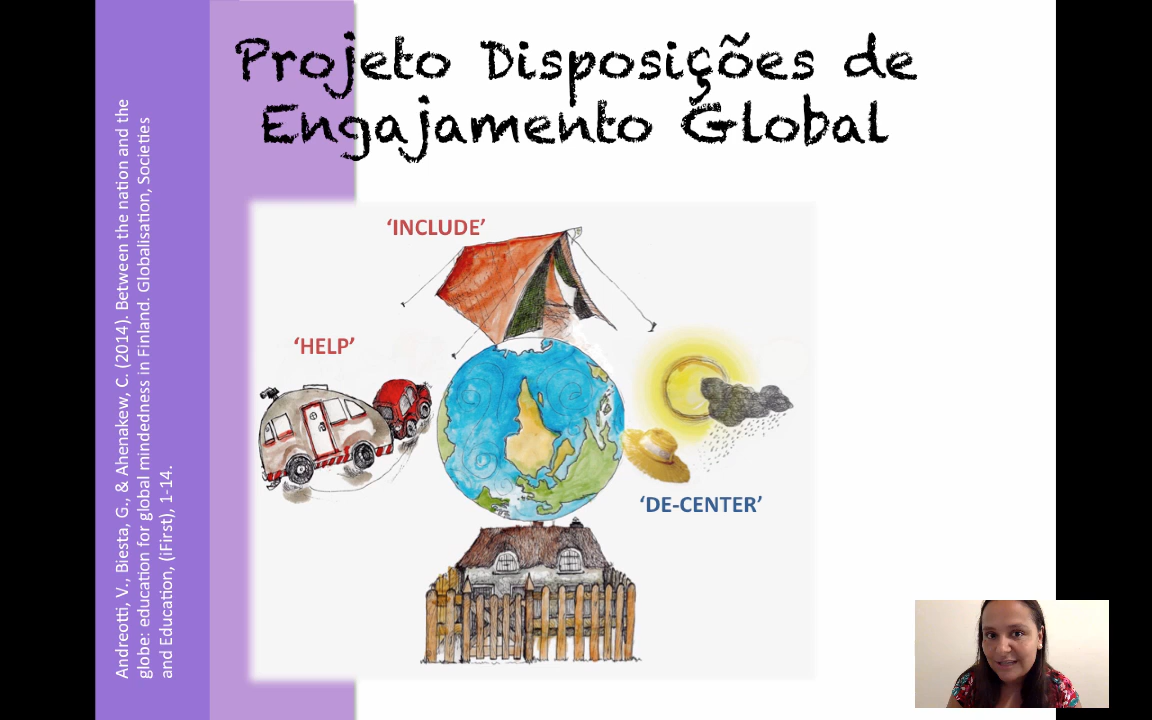 Projeto Disposições de
Engajamento Global
‘INCLUDE’
‘HELP’
‘DE-CENTER’
Andreotti, V., Biesta, G., & Ahenakew, C. (2014). Between the nation and the
globe: education for global mindedness in Finland. Globalisation, Societies
and Education, (iFirst), 1-14.